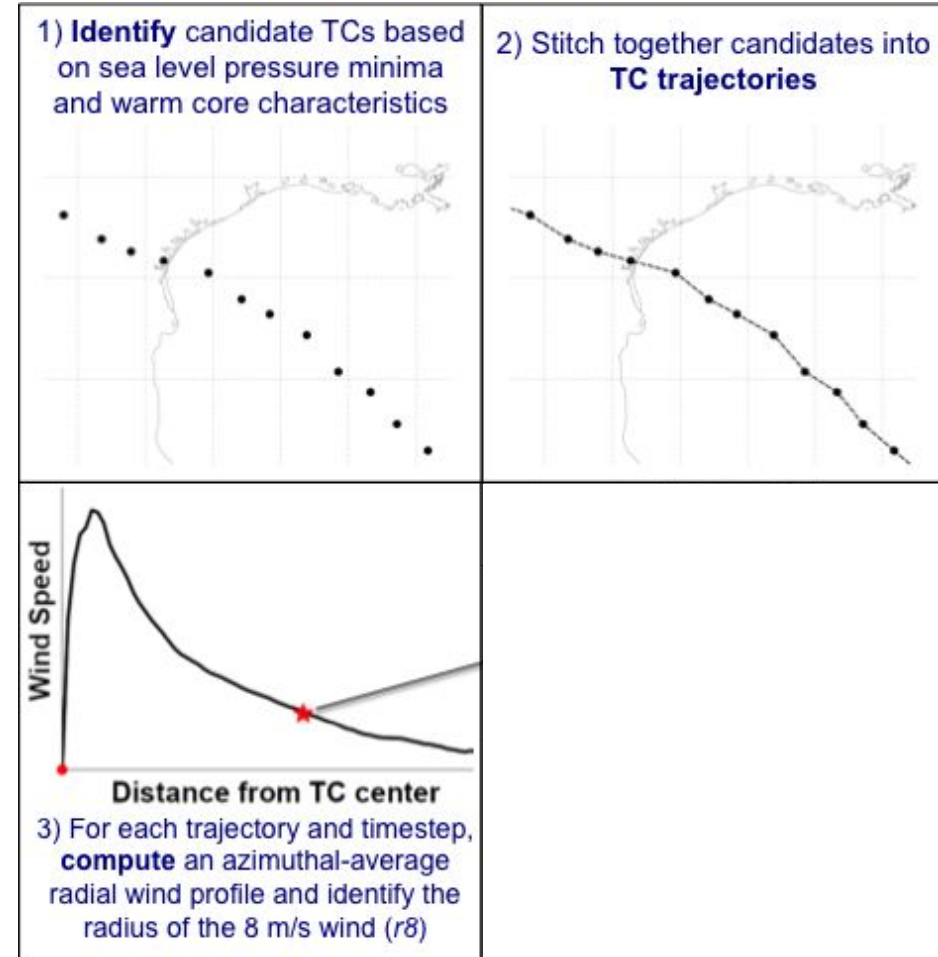 1) Identify candidate TCs based
on sea level pressure minima
and warm core characteristics
2) Stitch together candidates into
TC trajectories
Wind Speed
Distance from TC center
3) For each trajectory and timestep,
compute an azimuthal-average
radial wind profile and identify the
radius of the 8 m/s wind (r8)